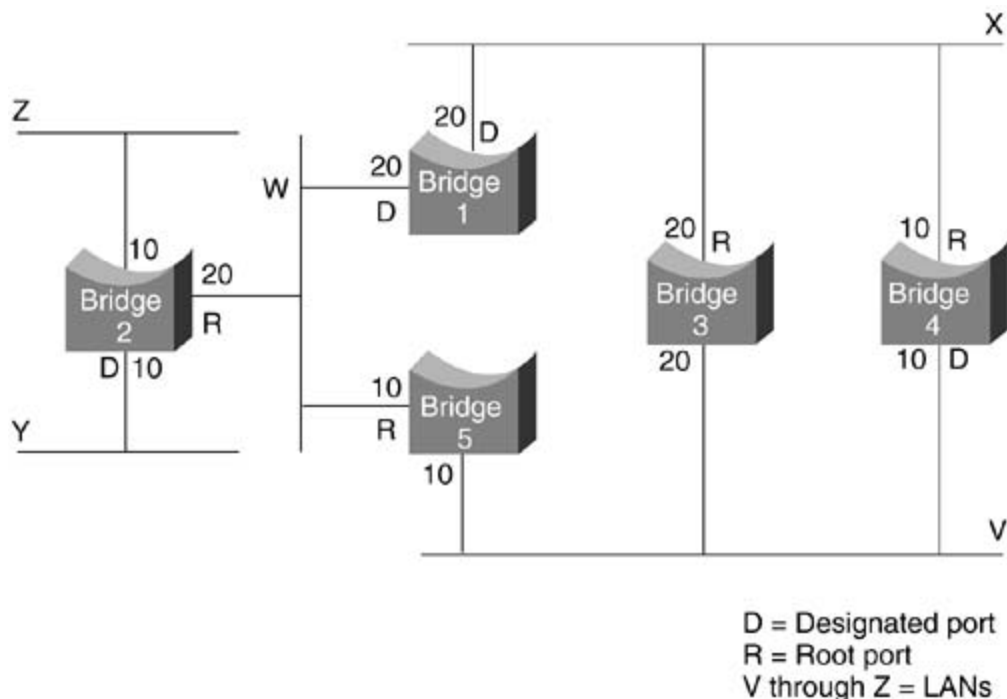 X
Z
20
D
20
W
Bridge
1
D
10
20
Bridge
2
R
D
10
20
R
Bridge
3
20
10
R
Bridge
4
10
D
10
Bridge
5
R
10
Y
V
D = Designated port
R = Root port
V through Z = LANs